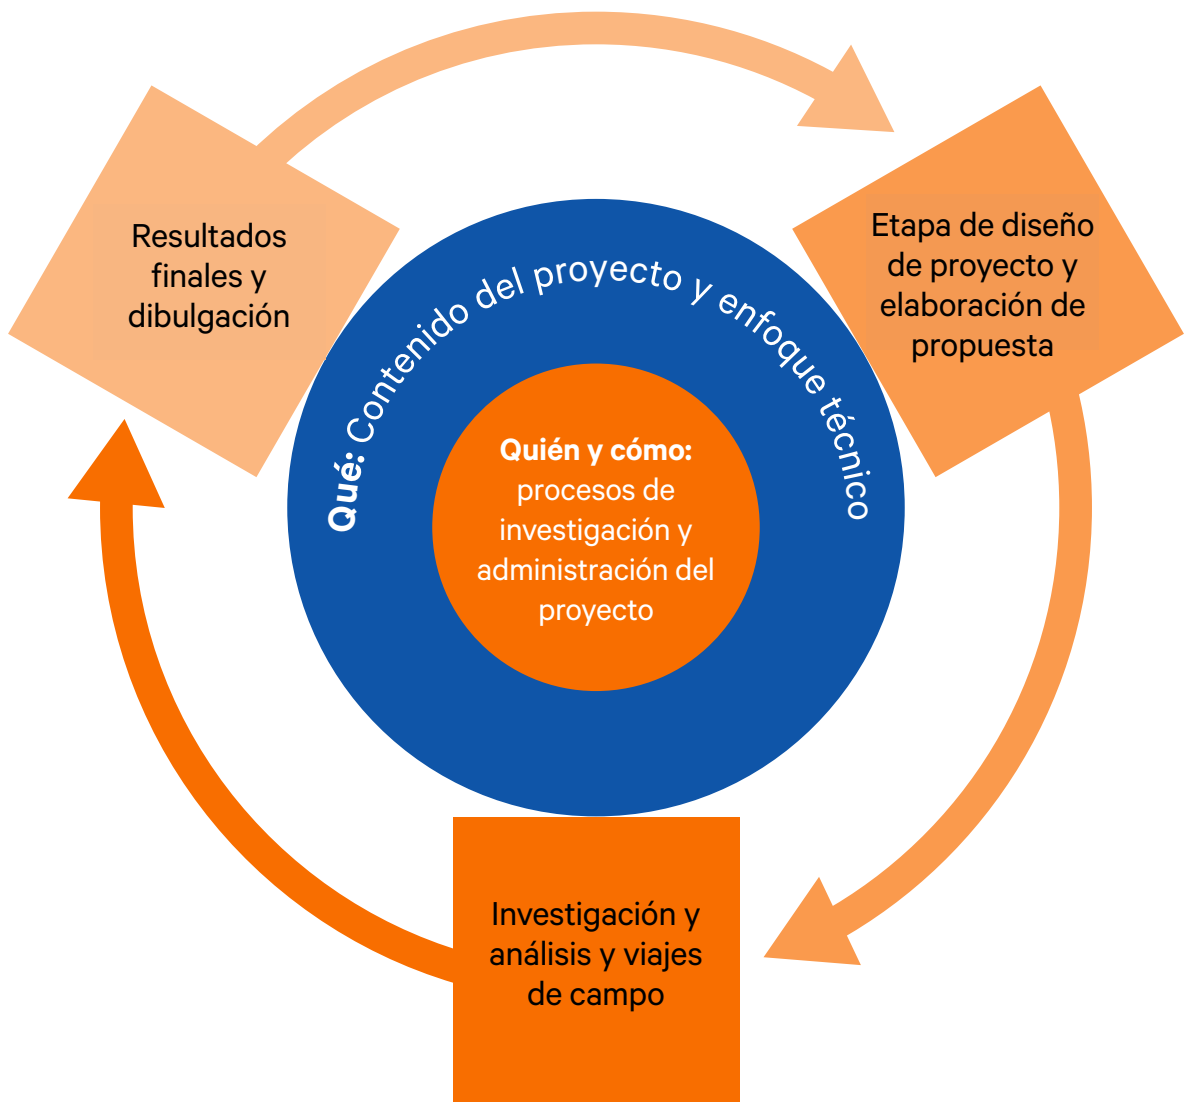 Resultados
finales y
dibulgación
Etapa de diseño
de proyecto y
elaboración de
propuesta
Qué: Contenido del proyecto y enfoque técnico
Quién y cómo:
procesos de
investigación y
administración del
proyecto
Investigación y
análisis y viajes
de campo